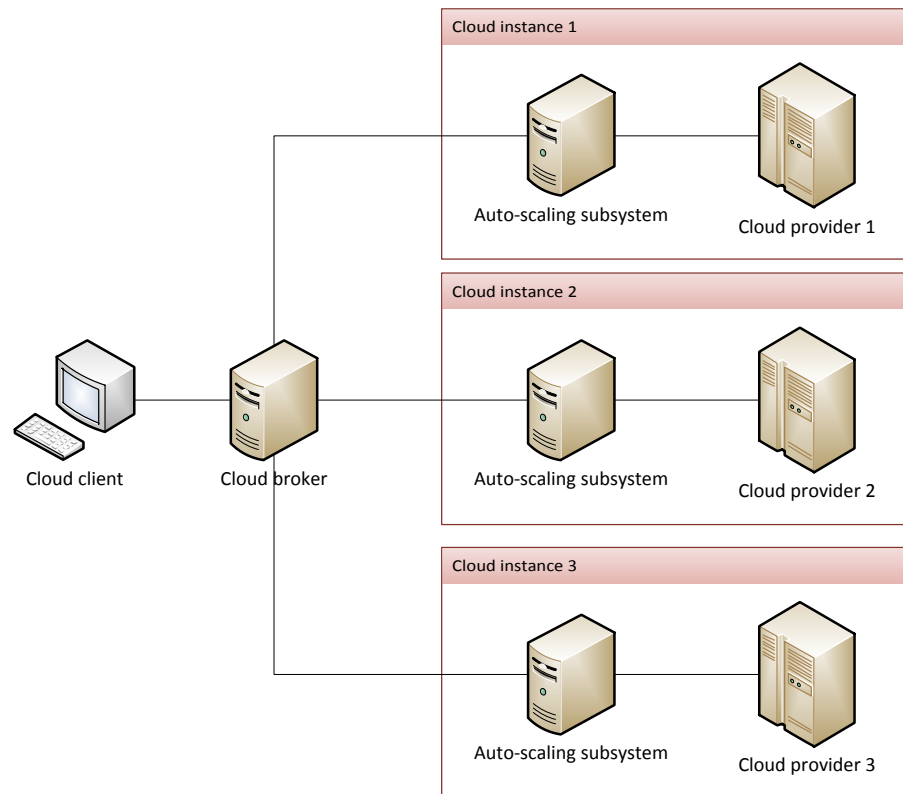 Cloud instance 1
Auto-scaling subsystem
Cloud provider 1
Cloud instance 2
Cloud client
Cloud broker
Auto-scaling subsystem
Cloud provider 2
Cloud instance 3
Auto-scaling subsystem
Cloud provider 3